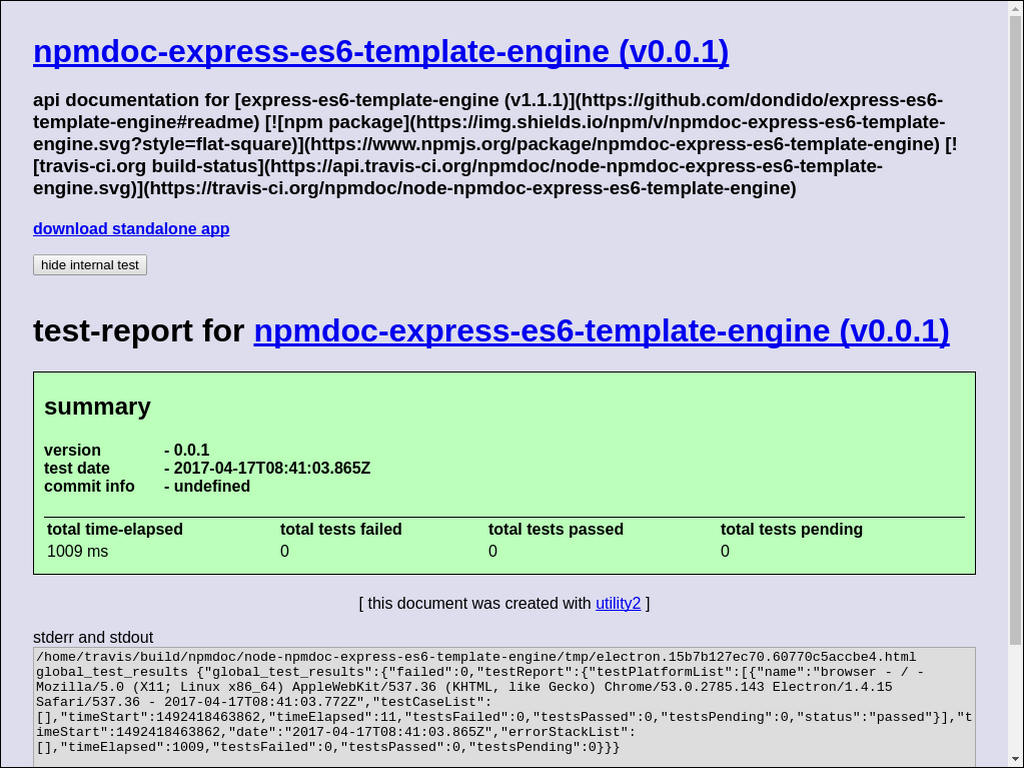 npmdoc-express-es6-template-engine (v0.0.1)
api documentation for [express-es6-template-engine (v1.1.1)](https://github.com/dondido/express-es6-
template-engine#readme) [![npm package](https://img.shields.io/npm/v/npmdoc-express-es6-template-
engine.svg?style=flat-square)](https://www.npmjs.org/package/npmdoc-express-es6-template-engine) [!
[travis-ci.org build-status](https://api.travis-ci.org/npmdoc/node-npmdoc-express-es6-template-
engine.svg)](https://travis-ci.org/npmdoc/node-npmdoc-express-es6-template-engine)
download standalone app
hide internal test
test-report for npmdoc-express-es6-template-engine (v0.0.1)
summary
version - 0.0.1
test date - 2017-04-17T08:41:03.865Z
commit info - undefined
total time-elapsed total tests failed total tests passed total tests pending
1009 ms 0 0 0
[ this document was created with utility2 ]
stderr and stdout
/home/travis/build/npmdoc/node-npmdoc-express-es6-template-engine/tmp/electron.15b7b127ec70.60770c5accbe4.html
global_test_results {"global_test_results":{"failed":0,"testReport":{"testPlatformList":[{"name":"browser - / -
Mozilla/5.0 (X11; Linux x86_64) AppleWebKit/537.36 (KHTML, like Gecko) Chrome/53.0.2785.143 Electron/1.4.15
Safari/537.36 - 2017-04-17T08:41:03.772Z","testCaseList":
[],"timeStart":1492418463862,"timeElapsed":11,"testsFailed":0,"testsPassed":0,"testsPending":0,"status":"passed"}],"t
imeStart":1492418463862,"date":"2017-04-17T08:41:03.865Z","errorStackList":
[],"timeElapsed":1009,"testsFailed":0,"testsPassed":0,"testsPending":0}}}